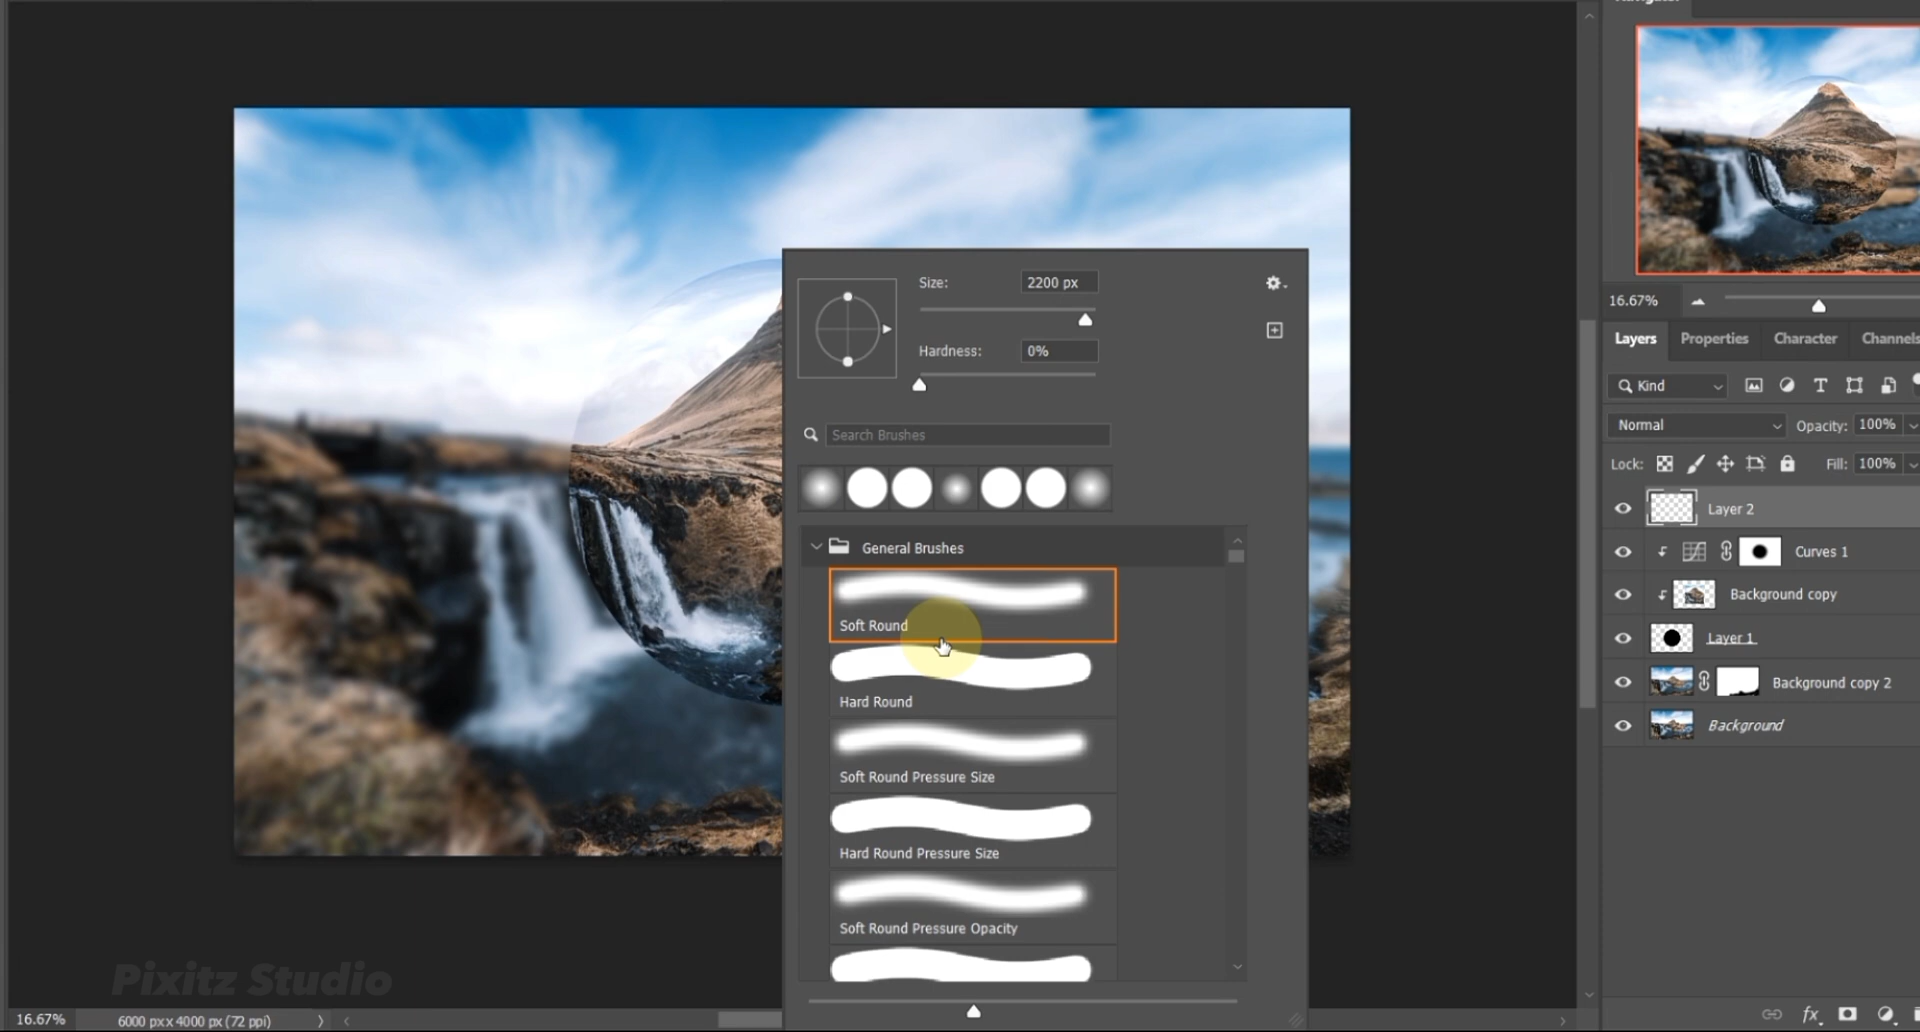 Navigator
Size: 2200 px
Hardness: 0%
Search Brushes
General Brushes
Soft Round
Hard Round
Soft Round Pressure Size
Hard Round Pressure Size
Soft Round Pressure Opacity
16.67%
Layers Properties Character Channels
Kind
Normal Opacity: 100%
Lock: Fill: 100%
Layer 2
Curves 1
Background copy
Layer 1
Background copy 2
Background
fx
Pixitz Studio
16.67% 6000 px x 4000 px (72 ppi)